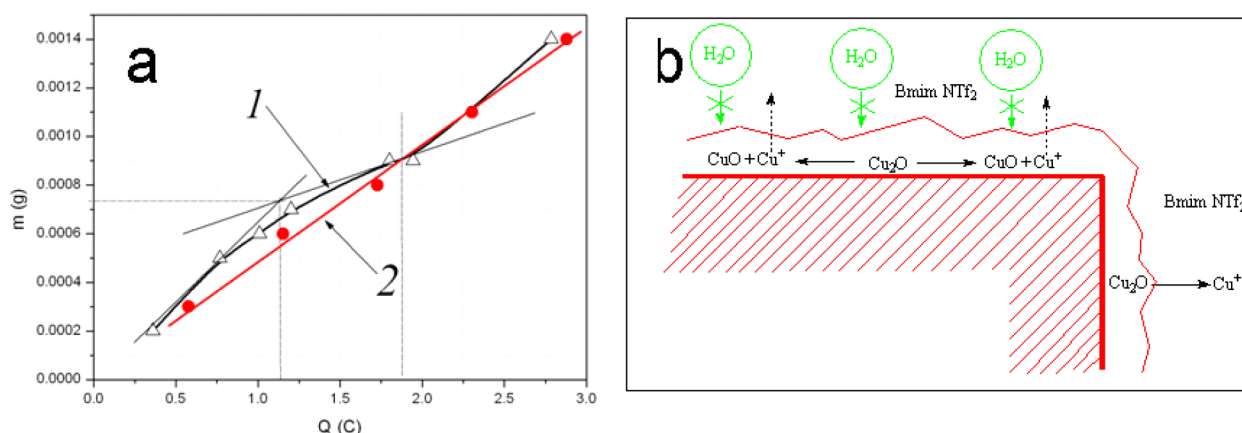 a
0.0014
0.0012
0.0010
0.0008
0.0006
0.0004
0.0002
0.0000
m (g)
1
2
0.0 0.5 1.0 1.5 2.0 2.5 3.0
Q (C)
b
H₂O H₂O H₂O
Bmim NTf₂
CuO + Cu⁺ Cu₂O CuO + Cu⁺
Bmim NTf₂
Cu₂O Cu⁺